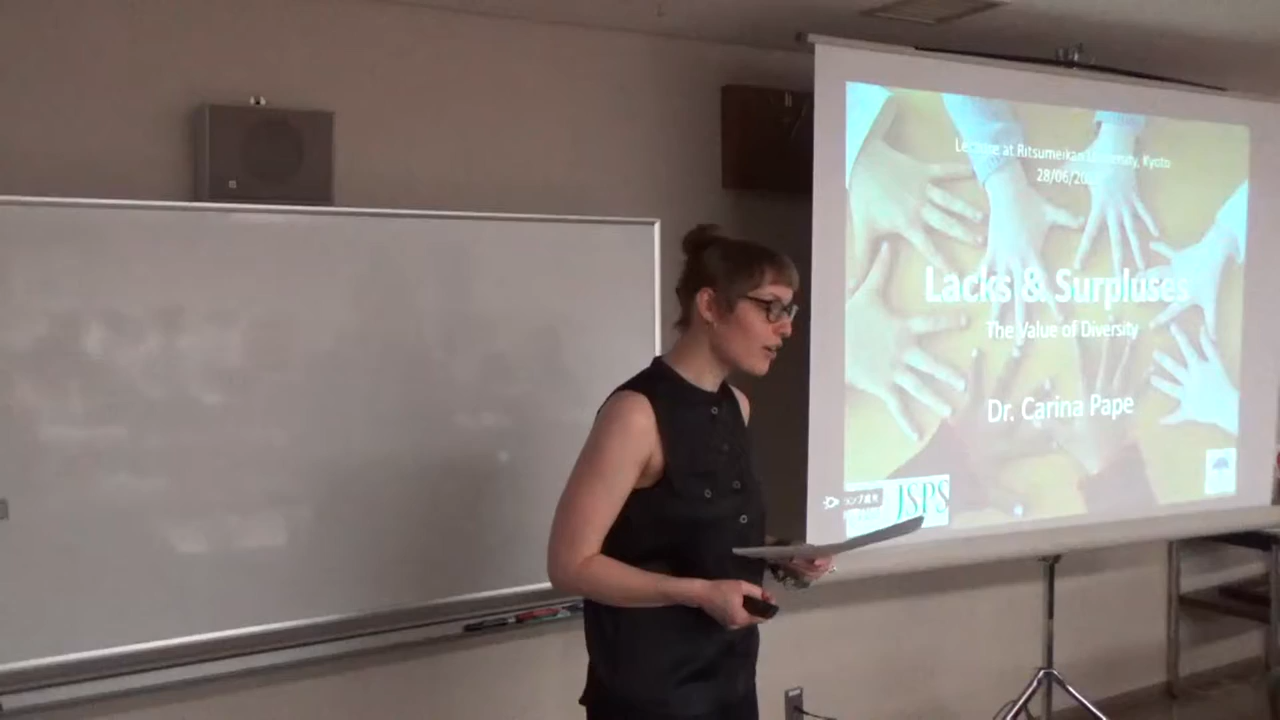 Lecture at Ritsumeikan University, Kyoto
28/06/20
Lacks & Surpluses
The Value of Diversity
Dr. Carina Pape
JSPS